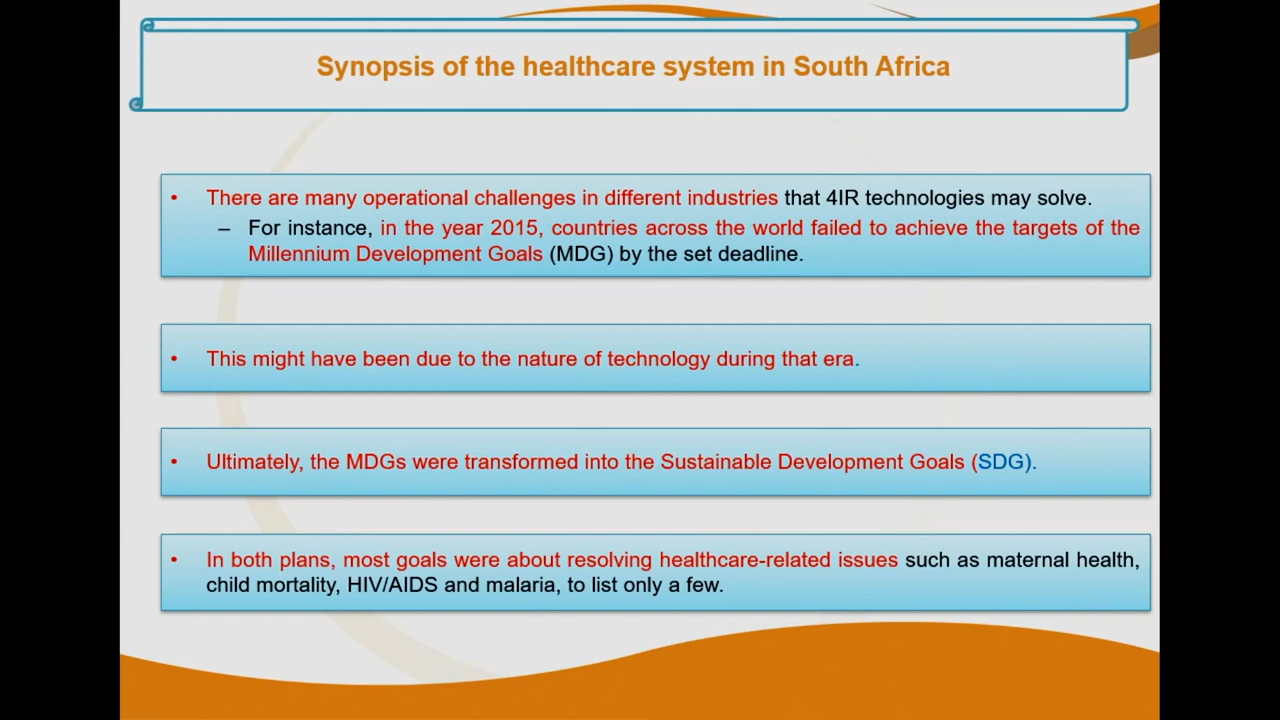 Synopsis of the healthcare system in South Africa
• There are many operational challenges in different industries that 4IR technologies may solve.
– For instance, in the year 2015, countries across the world failed to achieve the targets of the
Millennium Development Goals (MDG) by the set deadline.
• This might have been due to the nature of technology during that era.
• Ultimately, the MDGs were transformed into the Sustainable Development Goals (SDG).
• In both plans, most goals were about resolving healthcare-related issues such as maternal health,
child mortality, HIV/AIDS and malaria, to list only a few.